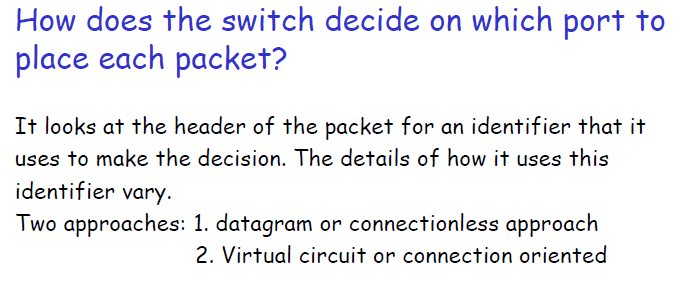 How does the switch decide on which port to
place each packet?
It looks at the header of the packet for an identifier that it
uses to make the decision. The details of how it uses this
identifier vary.
Two approaches: 1. datagram or connectionless approach
2. Virtual circuit or connection oriented